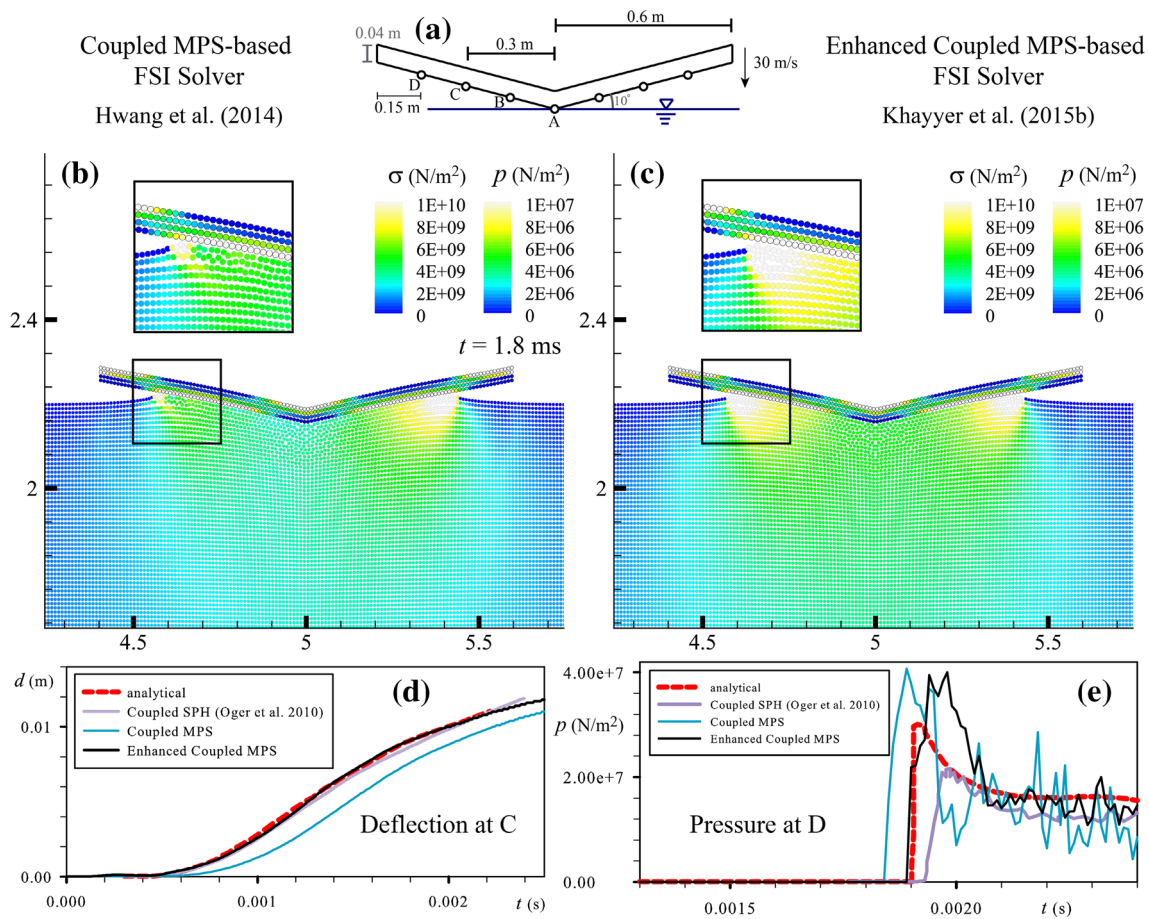 Coupled MPS-based
FSI Solver
Hwang et al. (2014)
(a)
0.04 m
0.6 m
0.3 m
30 m/s
D
C
B
A
0.15 m
10°
Enhanced Coupled MPS-based
FSI Solver
Khayyer et al. (2015b)
(b)
σ (N/m²)
p (N/m²)
1E+10
8E+09
6E+09
4E+09
2E+09
0
1E+07
8E+06
6E+06
4E+06
2E+06
0
(c)
σ (N/m²)
p (N/m²)
1E+10
8E+09
6E+09
4E+09
2E+09
0
1E+07
8E+06
6E+06
4E+06
2E+06
0
t = 1.8 ms
2.4
2
4.5
5
5.5
2.4
2
4.5
5
5.5
d (m)
0.01
0.00
analytical
Coupled SPH (Oger et al. 2010)
Coupled MPS
Enhanced Coupled MPS
(d)
Deflection at C
0.000
0.001
0.002
t (s)
4.00e+7
p (N/m²)
2.00e+7
0.00
analytical
Coupled SPH (Oger et al. 2010)
Coupled MPS
Enhanced Coupled MPS
(e)
Pressure at D
0.0015
0.0020
t (s)